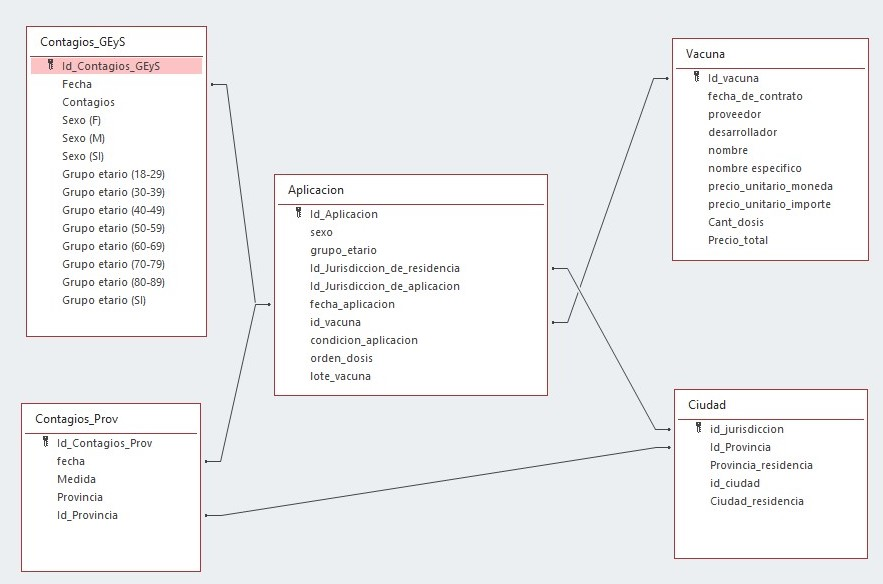 Contagios_GEyS
Id_Contagios_GEyS
Fecha
Contagios
Sexo (F)
Sexo (M)
Sexo (SI)
Grupo etario (18-29)
Grupo etario (30-39)
Grupo etario (40-49)
Grupo etario (50-59)
Grupo etario (60-69)
Grupo etario (70-79)
Grupo etario (80-89)
Grupo etario (SI)
Contagios_Prov
Id_Contagios_Prov
fecha
Medida
Provincia
Id_Provincia
Aplicacion
Id_Aplicacion
sexo
grupo_etario
Id_Jurisdiccion_de_residencia
Id_Jurisdiccion_de_aplicacion
fecha_aplicacion
id_vacuna
condicion_aplicacion
orden_dosis
lote_vacuna
Vacuna
Id_vacuna
fecha_de_contrato
proveedor
desarrollador
nombre
nombre especifico
precio_unitario_moneda
precio_unitario_importe
Cant_dosis
Precio_total
Ciudad
id_jurisdiccion
Id_Provincia
Provincia_residencia
id_ciudad
Ciudad_residencia